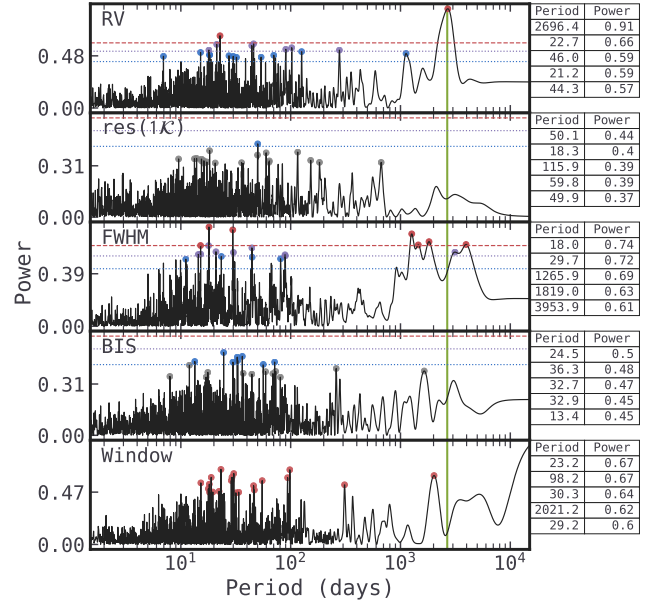 RV
0.48
0.00
Period Power
2696.4 0.91
22.7 0.66
46.0 0.59
21.2 0.59
44.3 0.57
res(1𝒦)
0.31
0.00
Period Power
50.1 0.44
18.3 0.4
115.9 0.39
59.8 0.39
49.9 0.37
FWHM
0.39
0.00
Period Power
18.0 0.74
29.7 0.72
1265.9 0.69
1819.0 0.63
3953.9 0.61
BIS
0.31
0.00
Period Power
24.5 0.5
36.3 0.48
32.7 0.47
32.9 0.45
13.4 0.45
Window
0.47
0.00
Period Power
23.2 0.67
98.2 0.67
30.3 0.64
2021.2 0.62
29.2 0.6
Power
10¹ 10² 10³ 10⁴
Period (days)